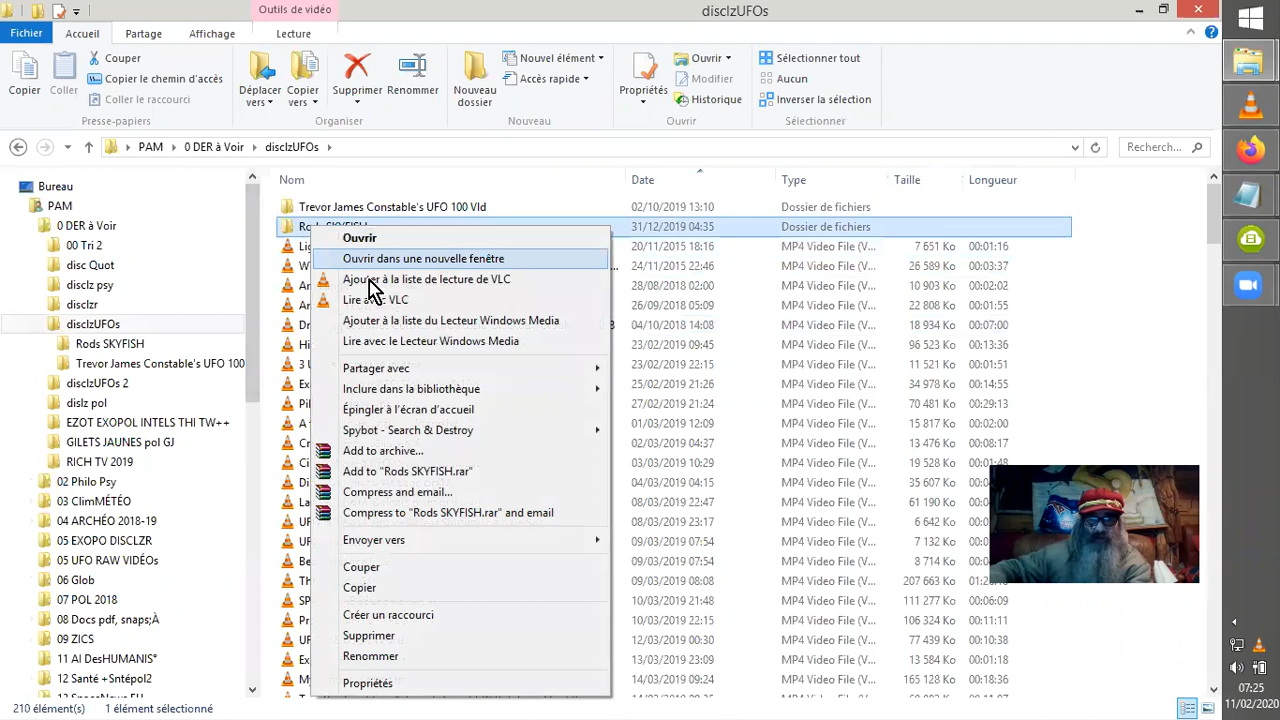 Outils de vidéo
disclzUFOs
Fichier
Accueil
Partage
Affichage
Lecture
Copier
Coller
Couper
Copier le chemin d'accès
Coller le raccourci
Presse-papiers
Déplacer vers
Copier vers
Supprimer
Renommer
Organiser
Nouveau dossier
Nouvel élément
Accès rapide
Nouveau
Propriétés
Ouvrir
Modifier
Historique
Ouvrir
Sélectionner tout
Aucun
Inverser la sélection
Sélectionner
PAM
0 DER à Voir
disclzUFOs
Recherch...
Bureau
PAM
0 DER à Voir
00 Tri 2
disc Quot
disclz psy
disclzr
disclzUFOs
Rods SKYFISH
Trevor James Constable's UFO 100
disclzUFOs 2
dislz pol
EZOT EXOPOL INTELS THI TW++
GILETS JAUNES pol GJ
RICH TV 2019
02 Philo Psy
03 ClimMÉTÉO
04 ARCHÉO 2018-19
05 EXOPO DISCLZR
05 UFO RAW VIDÉOs
06 Glob
07 POL 2018
08 Docs pdf, snaps;À
09 ZICS
11 AI DesHUMANIS°
12 Santé +Sntépol2
Nom Date Type Taille Longueur
Trevor James Constable's UFO 100 VId 02/10/2019 13:10 Dossier de fichiers
31/12/2019 04:35 Dossier de fichiers
20/11/2015 18:16 MP4 Video File (V... 7 651 Ko 00:01:16
24/11/2015 22:46 MP4 Video File (V... 26 589 Ko 00:03:37
28/08/2018 02:00 MP4 Video File (V... 10 903 Ko 00:01:16
26/09/2018 05:09 MP4 Video File (V... 22 808 Ko 00:01:55
04/10/2018 14:08 MP4 Video File (V... 18 934 Ko 00:07:00
23/02/2019 09:45 MP4 Video File (V... 96 523 Ko 00:13:36
23/02/2019 22:15 MP4 Video File (V... 11 521 Ko 00:01:51
25/02/2019 21:26 MP4 Video File (V... 34 978 Ko 00:14:55
27/02/2019 21:24 MP4 Video File (V... 70 481 Ko 00:29:13
01/03/2019 12:09 MP4 Video File (V... 15 817 Ko 00:02:00
02/03/2019 04:37 MP4 Video File (V... 13 476 Ko 00:08:17
03/03/2019 10:29 MP4 Video File (V... 19 528 Ko
04/03/2019 04:15 MP4 Video File (V... 35 607 Ko
08/03/2019 22:47 MP4 Video File (V... 61 190 Ko
08/03/2019 23:17 MP4 Video File (V... 6 642 Ko
09/03/2019 07:54 MP4 Video File (V... 7 132 Ko
09/03/2019 07:54 MP4 Video File (V... 8 714 Ko
09/03/2019 08:08 MP4 Video File (V... 207 663 Ko
10/03/2019 21:48 MP4 Video File (V... 111 277 Ko 00:06:09
10/03/2019 22:15 MP4 Video File (V... 106 324 Ko 00:11:11
12/03/2019 00:30 MP4 Video File (V... 77 439 Ko 00:10:38
13/03/2019 23:09 MP4 Video File (V... 13 584 Ko 00:01:18
14/03/2019 09:24 MP4 Video File (V... 165 128 Ko 00:18:36
Ouvrir
Ouvrir dans une nouvelle fenêtre
Ajouter à la liste de lecture de VLC
Lire avec VLC
Ajouter à la liste du Lecteur Windows Media
Lire avec le Lecteur Windows Media
Partager avec
Inclure dans la bibliothèque
Épingler à l'écran d'accueil
Spybot - Search & Destroy
Add to archive...
Add to "Rods SKYFISH.rar"
Compress and email...
Compress to "Rods SKYFISH.rar" and email
Envoyer vers
Couper
Copier
Créer un raccourci
Supprimer
Renommer
Propriétés
210 élément(s)
1 élément sélectionné
07:25
11/02/2020